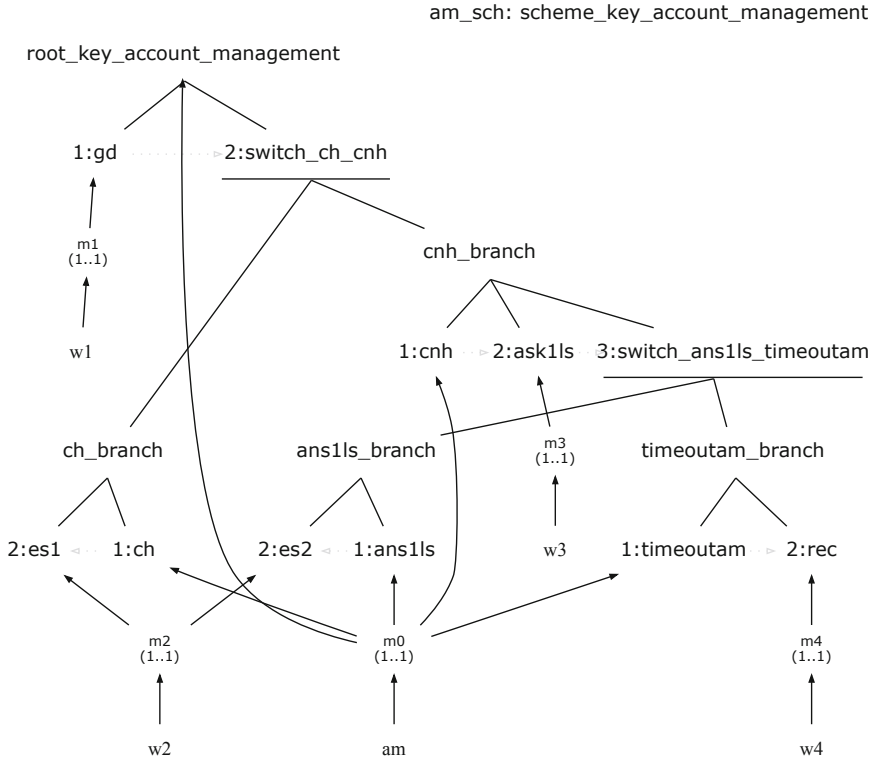 am_sch: scheme_key_account_management
root_key_account_management
1:gd 2:switch_ch_cnh
m1
(1..1)
cnh_branch
w1
1:cnh 2:ask1ls 3:switch_ans1ls_timeoutam
ch_branch ans1ls_branch m3 timeoutam_branch
(1..1)
2:es1 1:ch 2:es2 1:ans1ls w3 1:timeoutam 2:rec
m2 m0 m4
(1..1) (1..1) (1..1)
w2 am w4